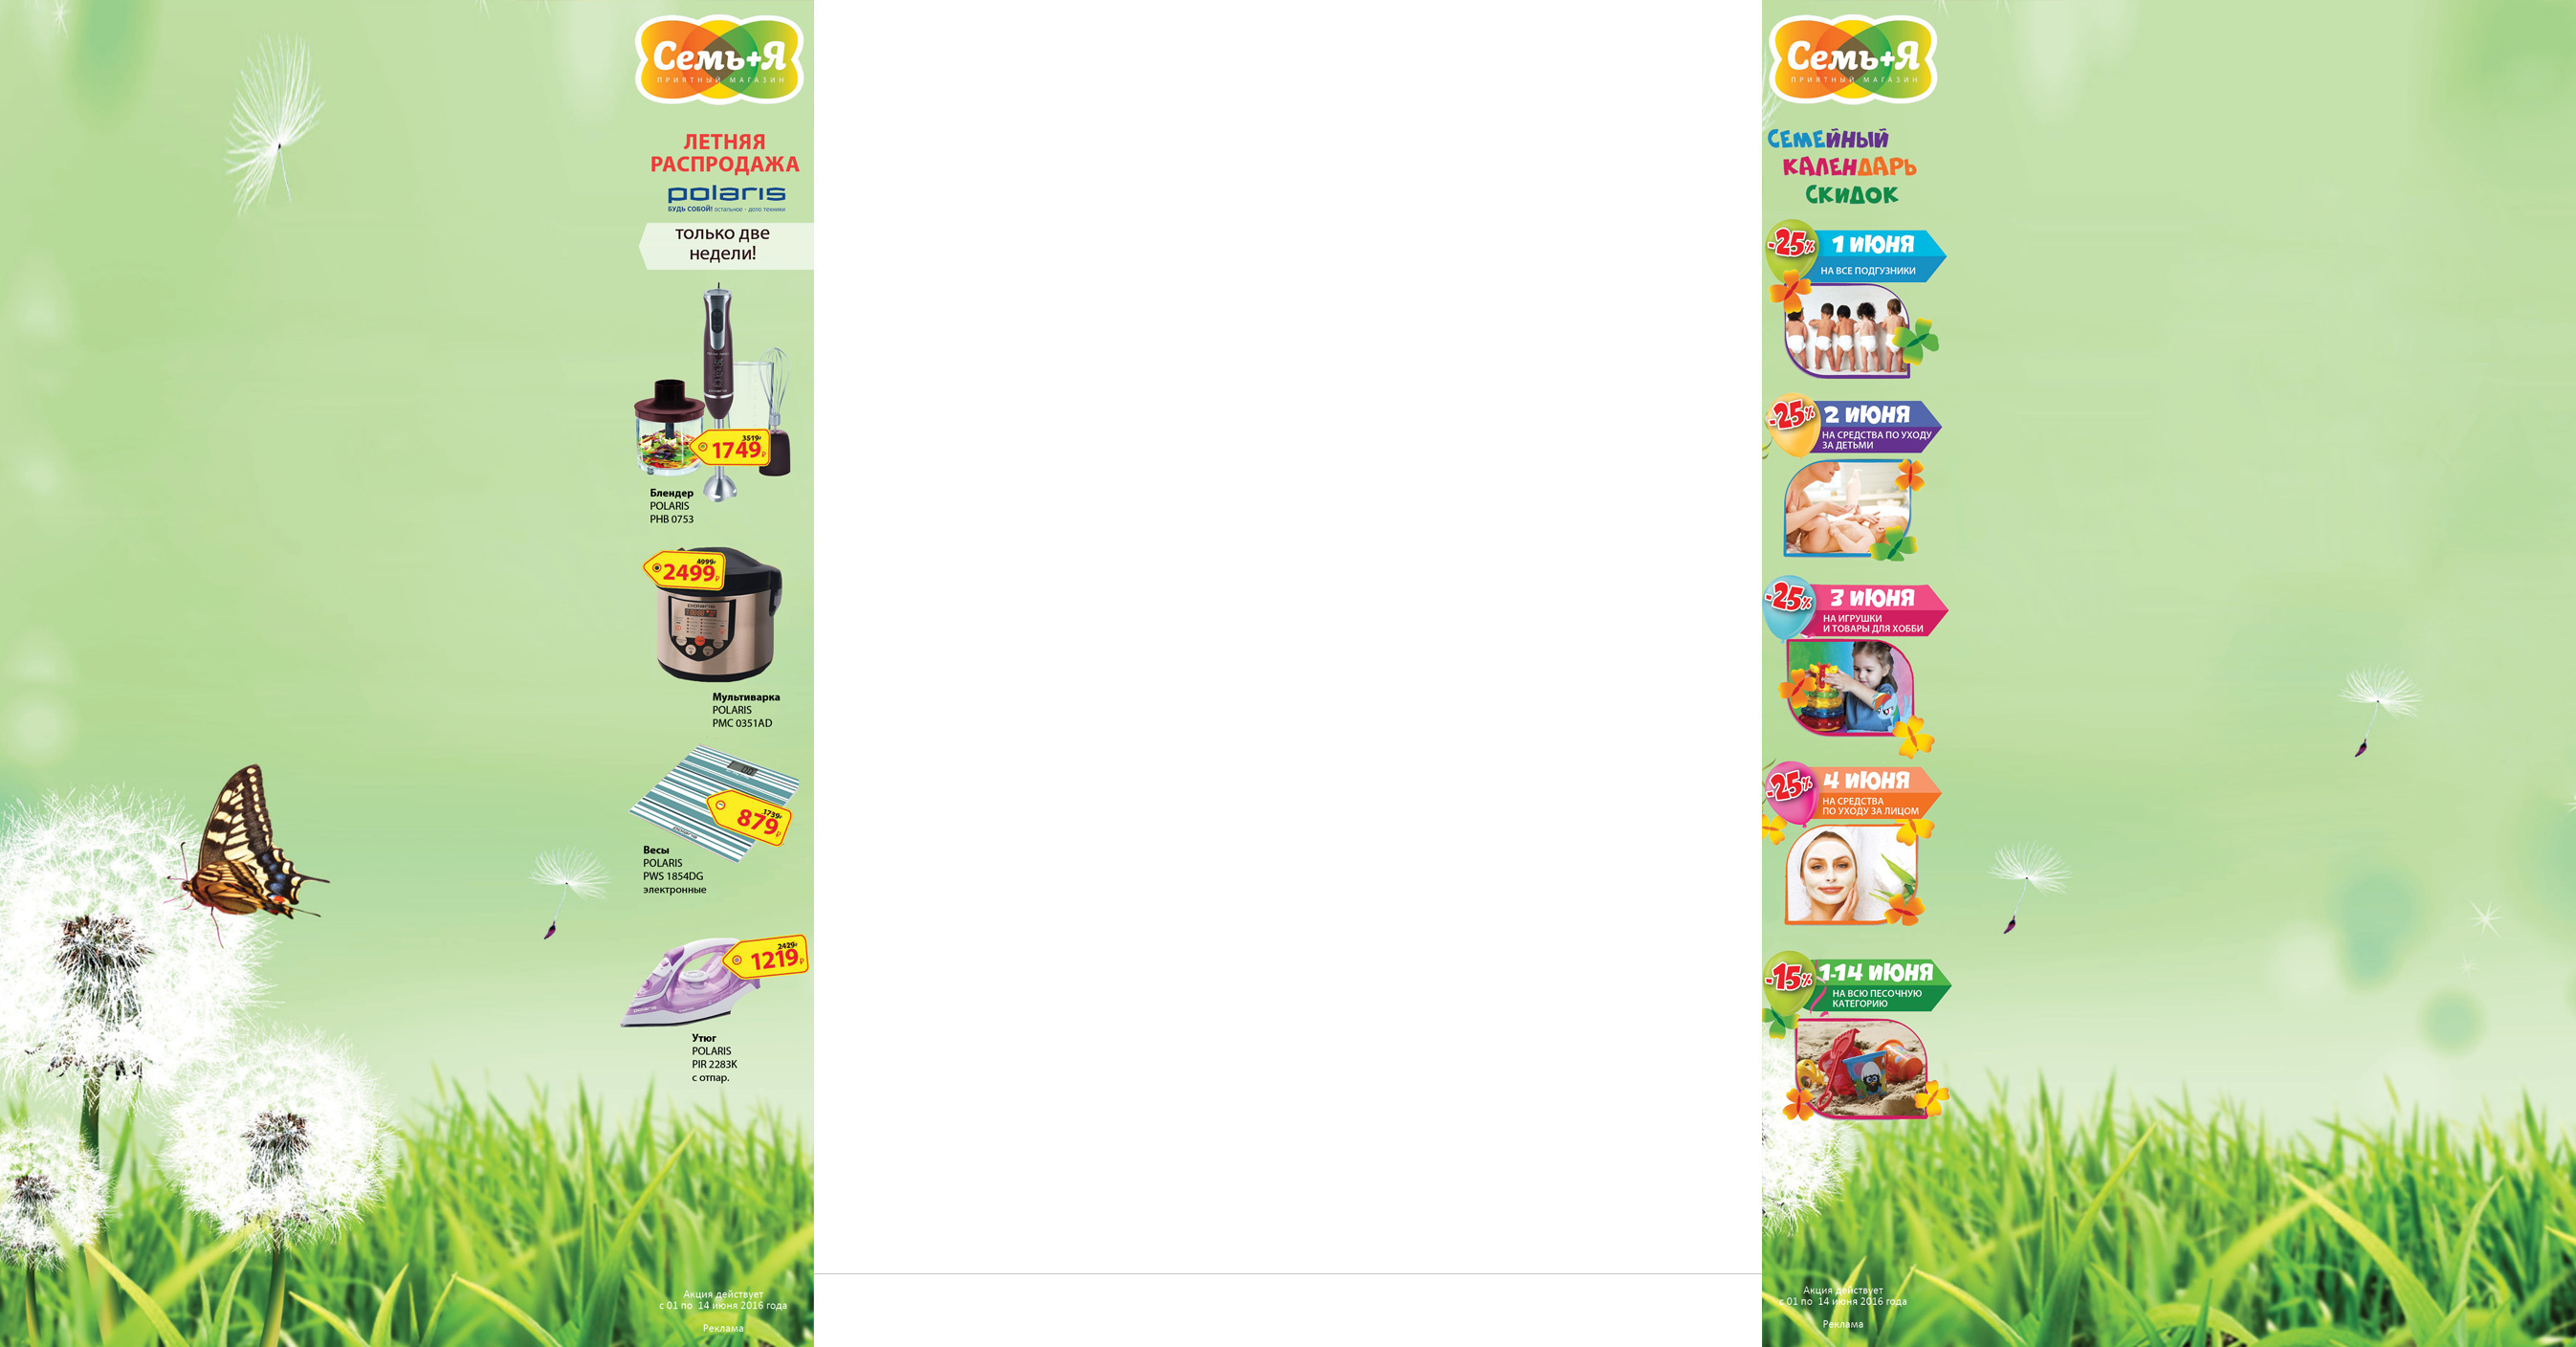 Семь+Я
ПРИЯТНЫЙ МАГАЗИН
ЛЕТНЯЯ
РАСПРОДАЖА
polaris
БУДЬ СОБОЙ! остальное - дело техники
только две
недели!
3519₽
1749₽
Блендер
POLARIS
PHB 0753
4999₽
2499₽
Мультиварка
POLARIS
PMC 0351AD
1739₽
879₽
Весы
POLARIS
PWS 1854DG
электронные
2429₽
1219₽
Утюг
POLARIS
PIR 2283K
с отпар.
Акция действует
с 01 по 14 июня 2016 года
Реклама
Семь+Я
ПРИЯТНЫЙ МАГАЗИН
СЕМЕЙНЫЙ
КАЛЕНДАРЬ
СКИДОК
-25% 1 ИЮНЯ
НА ВСЕ ПОДГУЗНИКИ
-25% 2 ИЮНЯ
НА СРЕДСТВА ПО УХОДУ
ЗА ДЕТЬМИ
-25% 3 ИЮНЯ
НА ИГРУШКИ
И ТОВАРЫ ДЛЯ ХОББИ
-25% 4 ИЮНЯ
НА СРЕДСТВА
ПО УХОДУ ЗА ЛИЦОМ
-15% 1-14 ИЮНЯ
НА ВСЮ ПЕСОЧНУЮ
КАТЕГОРИЮ
Акция действует
с 01 по 14 июня 2016 года
Реклама